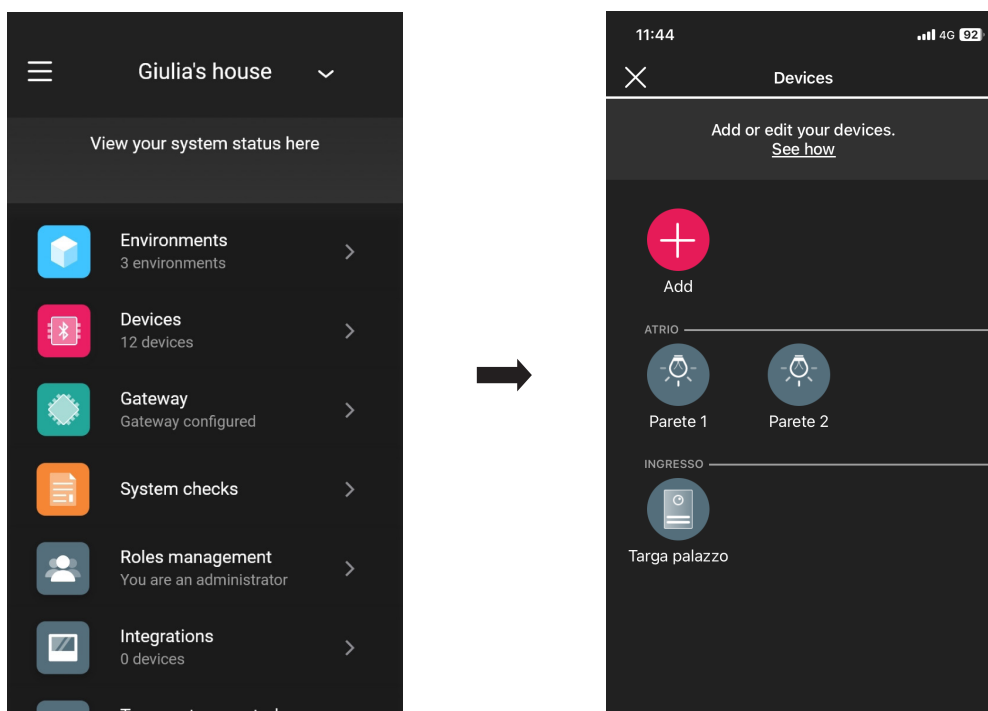 Giulia's house
View your system status here
Environments
3 environments
Devices
12 devices
Gateway
Gateway configured
System checks
Roles management
You are an administrator
Integrations
0 devices
11:44
4G 92
Devices
Add or edit your devices.
See how
Add
ATRIO
Parete 1 Parete 2
INGRESSO
Targa palazzo